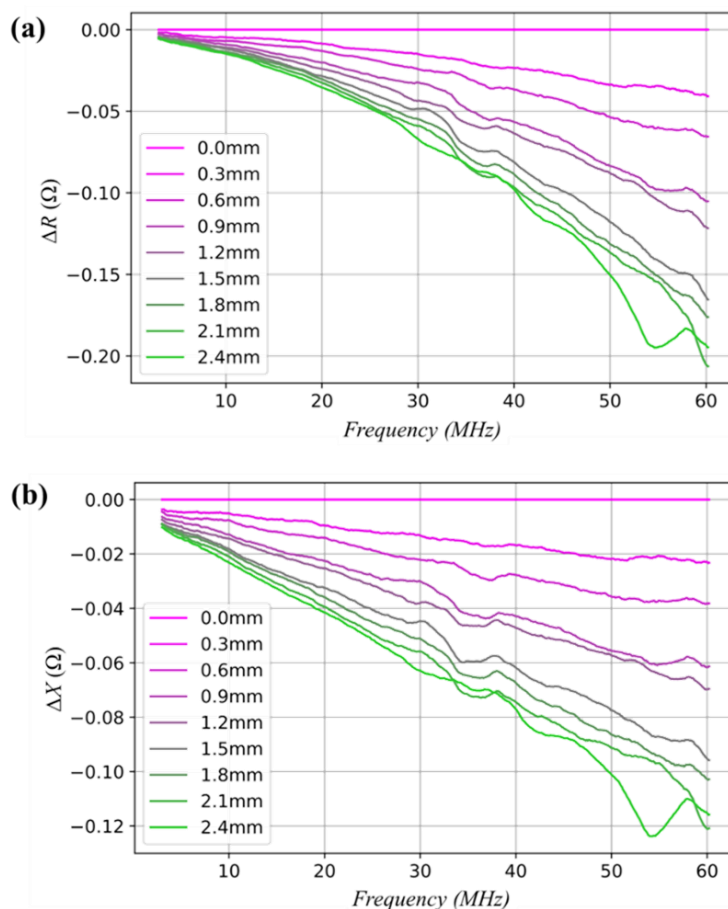 (a)
0.00
−0.05
−0.10
−0.15
−0.20
ΔR (Ω)
0.0mm
0.3mm
0.6mm
0.9mm
1.2mm
1.5mm
1.8mm
2.1mm
2.4mm
10 20 30 40 50 60
Frequency (MHz)
(b)
0.00
−0.02
−0.04
−0.06
−0.08
−0.10
−0.12
ΔX (Ω)
0.0mm
0.3mm
0.6mm
0.9mm
1.2mm
1.5mm
1.8mm
2.1mm
2.4mm
10 20 30 40 50 60
Frequency (MHz)